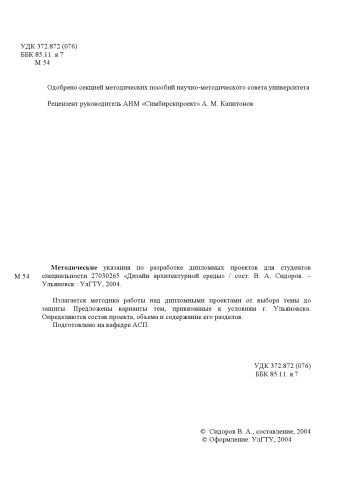 УДК 372.872 (076)
ББК 85.11. я 7
М 54
Одобрено секцией методических пособий научно-методического совета университета
Рецензент руководитель АНМ «Симбирскпроект» А. М. Капитонов
Методические указания по разработке дипломных проектов для студентов
М 54 специальности 27030265 «Дизайн архитектурной среды» / сост. В. А. Сидоров. –
Ульяновск : УлГТУ, 2004.
Излагается методика работы над дипломными проектами от выбора темы до
защиты. Предложены варианты тем, привязанные к условиям г. Ульяновска.
Определяются состав проекта, объема и содержание его разделов.
Подготовлено на кафедре АСП.
УДК 372.872 (076)
ББК 85.11. я 7
© Сидоров В. А., составление, 2004
© Оформление. УлГТУ, 2004